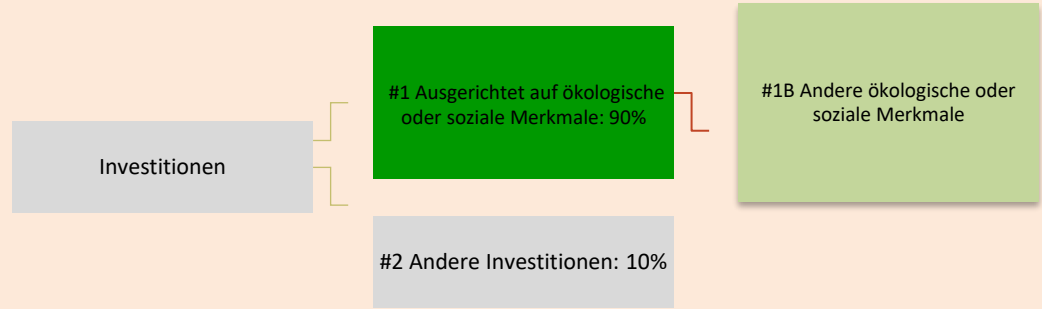 Investitionen
#1 Ausgerichtet auf ökologische
oder soziale Merkmale: 90%
#2 Andere Investitionen: 10%
#1B Andere ökologische oder
soziale Merkmale